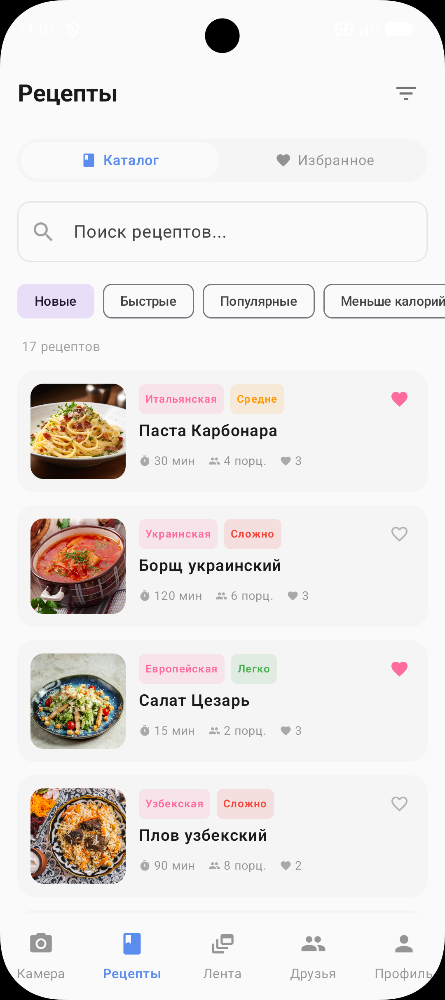 11:07 5G
Рецепты
Каталог Избранное
Поиск рецептов...
Новые Быстрые Популярные Меньше калорий
17 рецептов
Итальянская Средне
Паста Карбонара
30 мин 4 порц. 3
Украинская Сложно
Борщ украинский
120 мин 6 порц. 3
Европейская Легко
Салат Цезарь
15 мин 2 порц. 3
Узбекская Сложно
Плов узбекский
90 мин 8 порц. 2
Камера Рецепты Лента Друзья Профиль